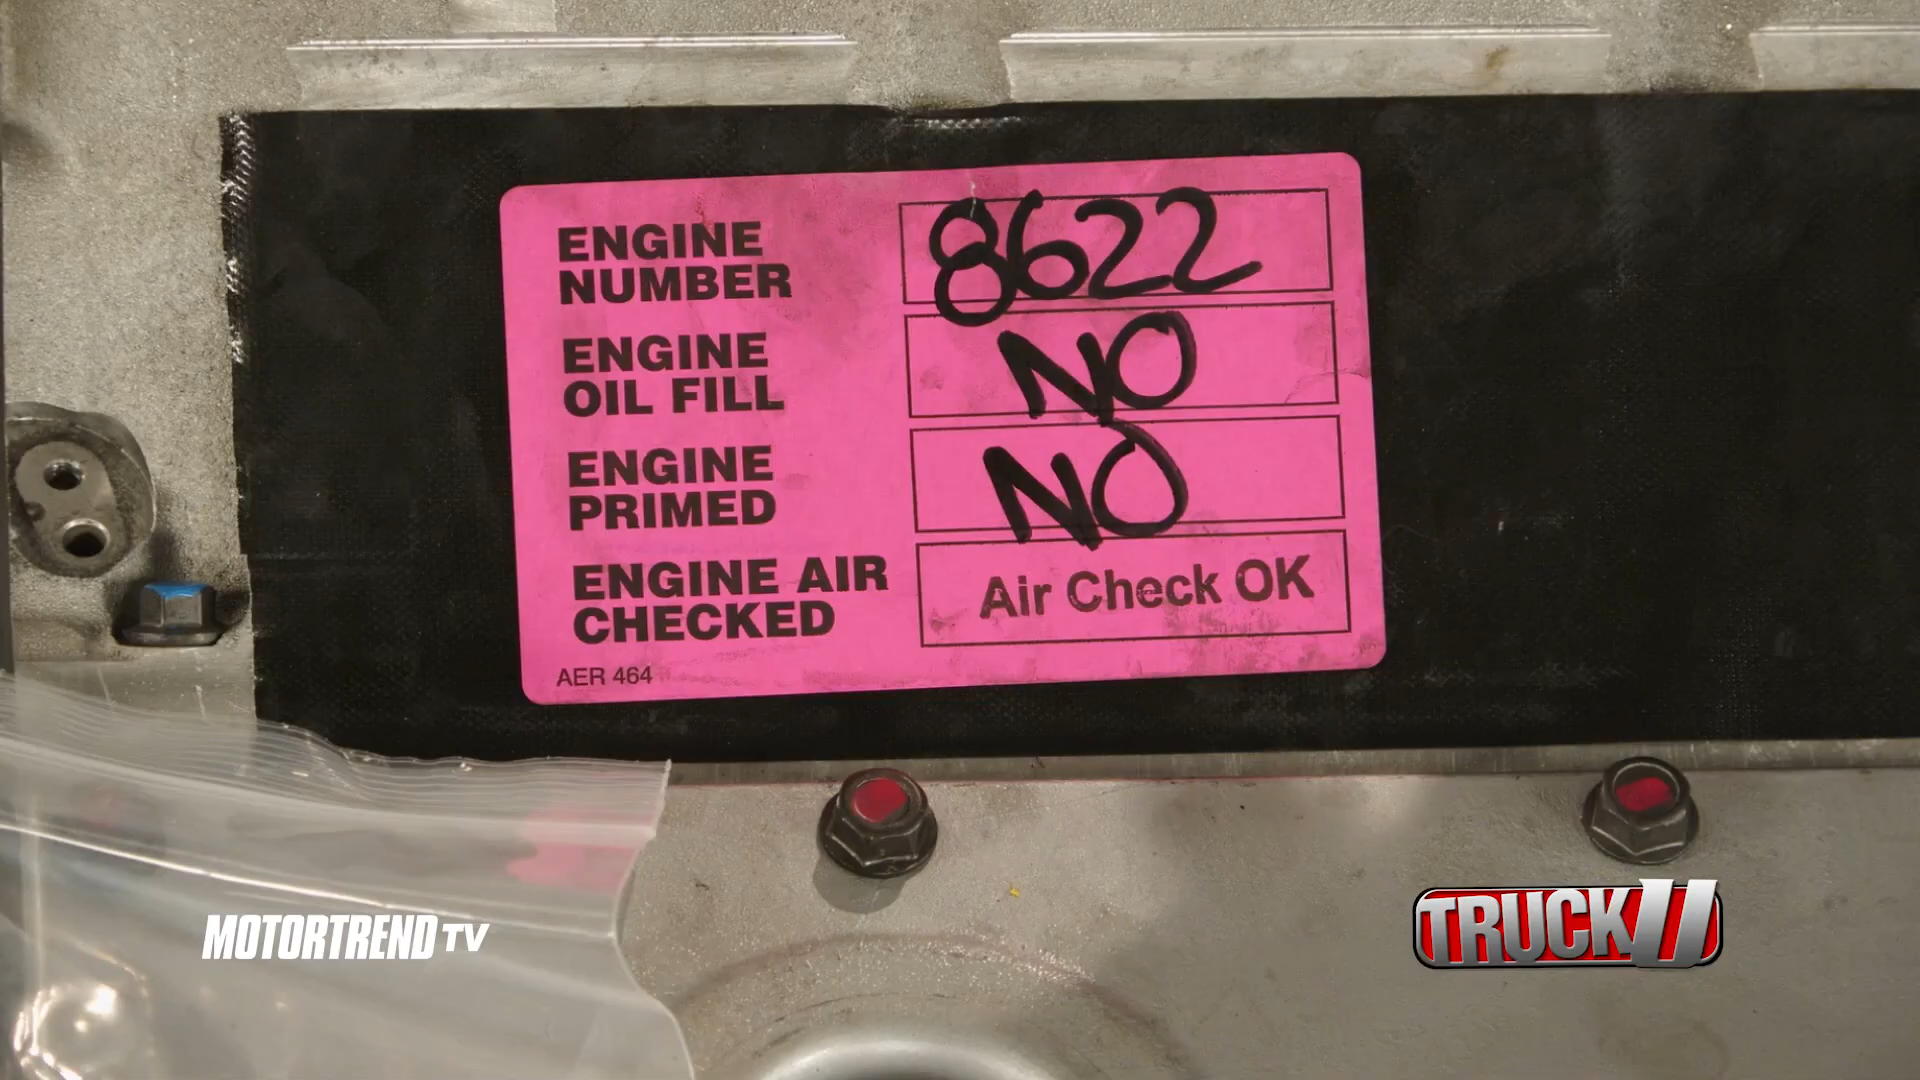 ENGINE
NUMBER
8622
ENGINE
OIL FILL
NO
ENGINE
PRIMED
NO
ENGINE AIR
CHECKED
Air Check OK
AER 464
MOTORTREND TV
TRUCK U